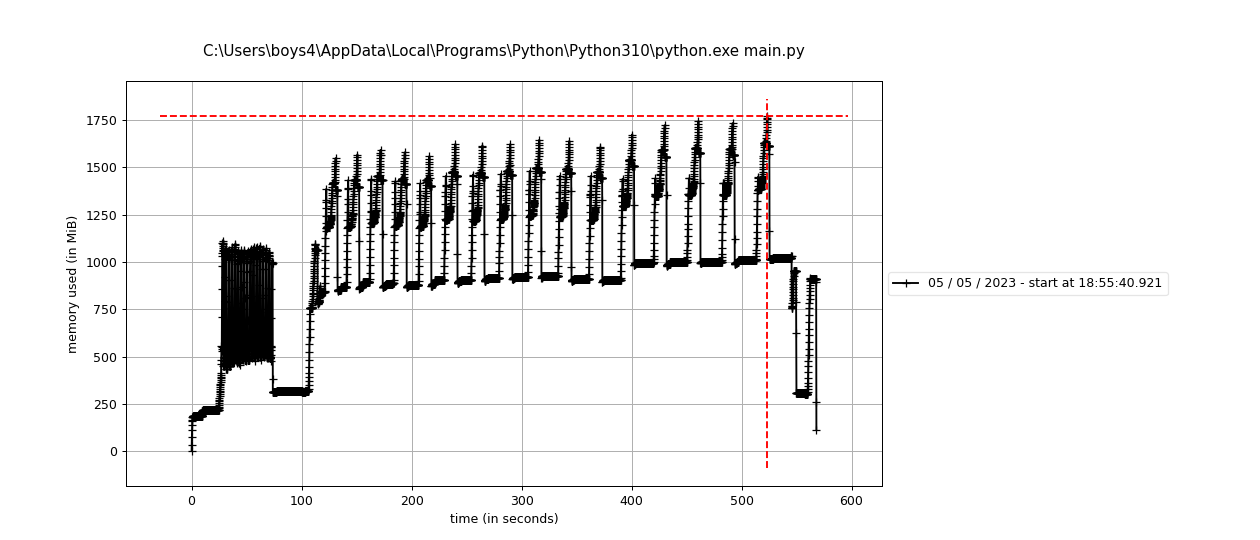 C:\Users\boys4\AppData\Local\Programs\Python\Python310\python.exe main.py
memory used (in MiB)
1750
1500
1250
1000
750
500
250
0
0 100 200 300 400 500 600
time (in seconds)
05 / 05 / 2023 - start at 18:55:40.921